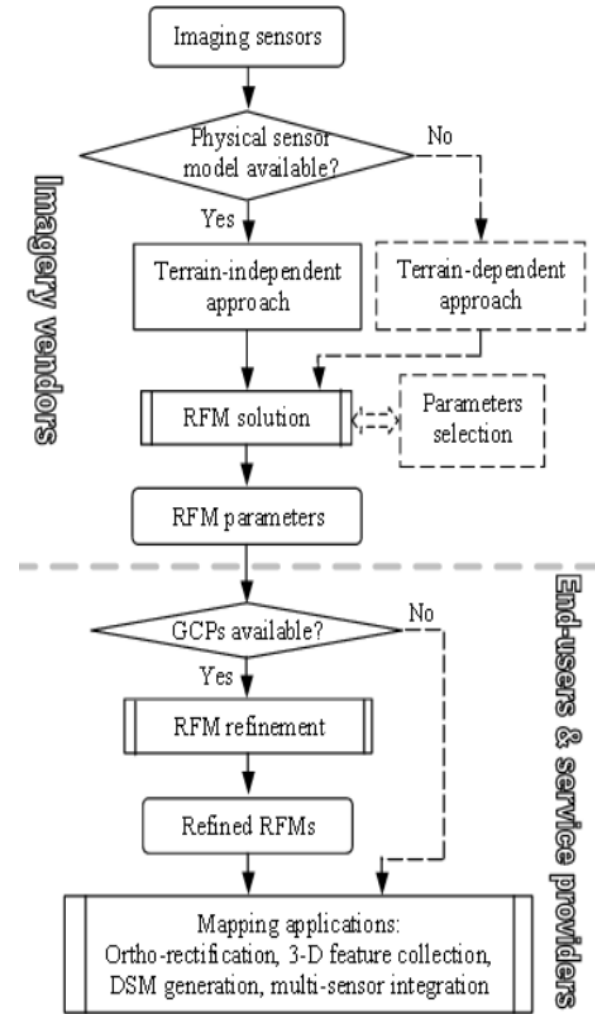 Imaging sensors
Physical sensor
model available?
No
Yes
Terrain-independent
approach
Terrain-dependent
approach
Imagery vendors
RFM solution
Parameters
selection
RFM parameters
GCPs available?
No
Yes
RFM refinement
Refined RFMs
End-users & service providers
Mapping applications:
Ortho-rectification, 3-D feature collection,
DSM generation, multi-sensor integration